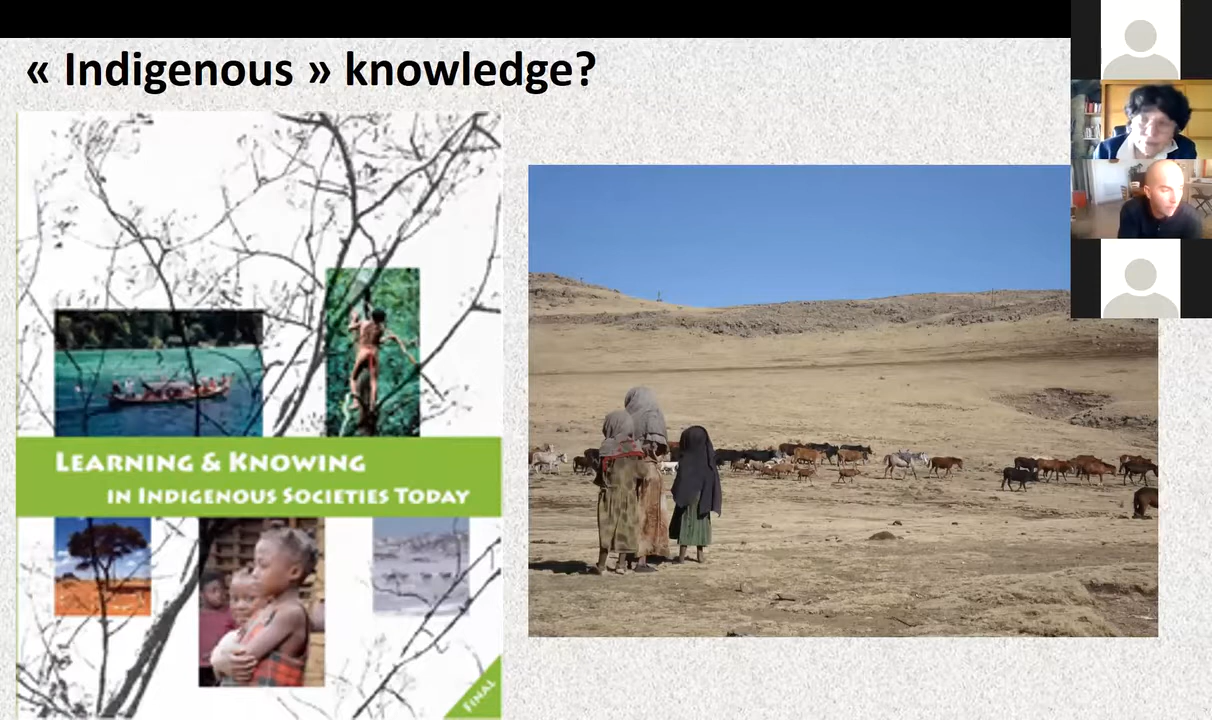 « Indigenous » knowledge?
LEARNING & KNOWING
IN INDIGENOUS SOCIETIES TODAY
FINAL